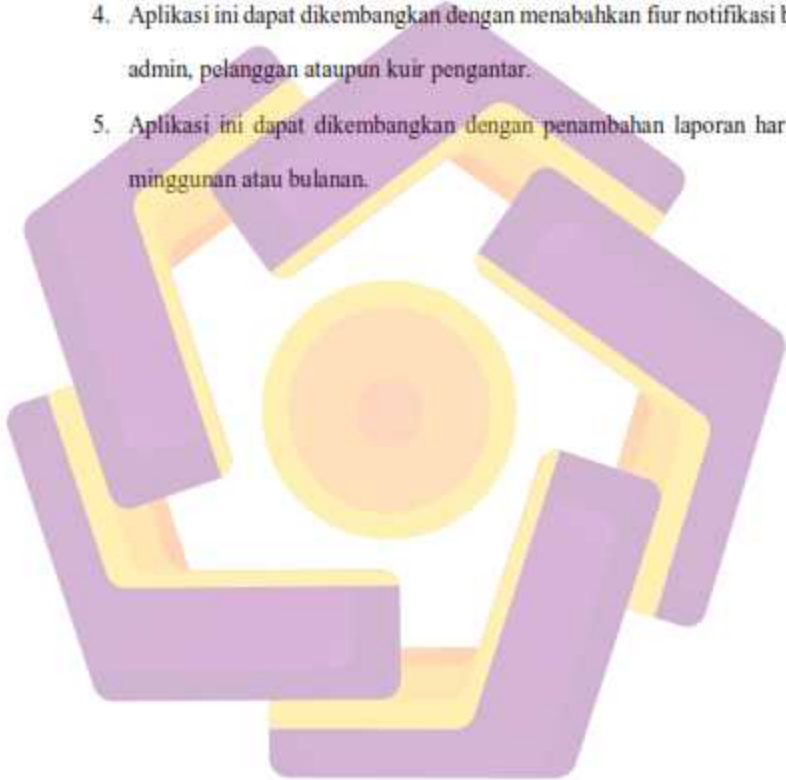 4. Aplikasi ini dapat dikembangkan dengan menabahkan fiur notifikasi
admin, pelanggan ataupun kuir pengantar.
5. Aplikasi ini dapat dikembangkan dengan penambahan laporan har
minggunan atau bulanan.